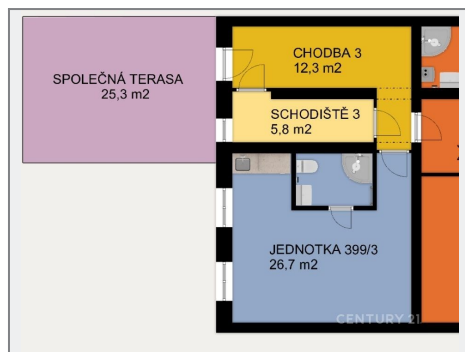 CHODBA 3
12,3 m2
SPOLEČNÁ TERASA
25,3 m2
SCHODIŠTĚ 3
5,8 m2
JEDNOTKA 399/3
26,7 m2
CENTURY 21